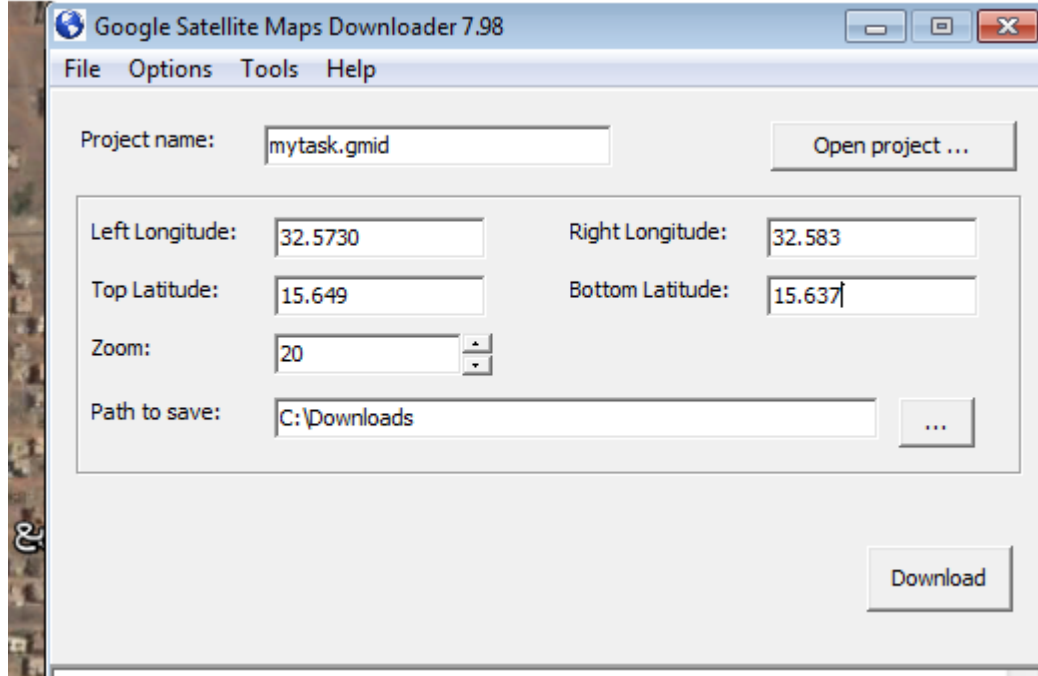 Google Satellite Maps Downloader 7.98
File Options Tools Help
Project name: mytask.gmid Open project ...
Left Longitude: 32.5730 Right Longitude: 32.583
Top Latitude: 15.649 Bottom Latitude: 15.637
Zoom: 20
Path to save: C:\Downloads ...
&
Download